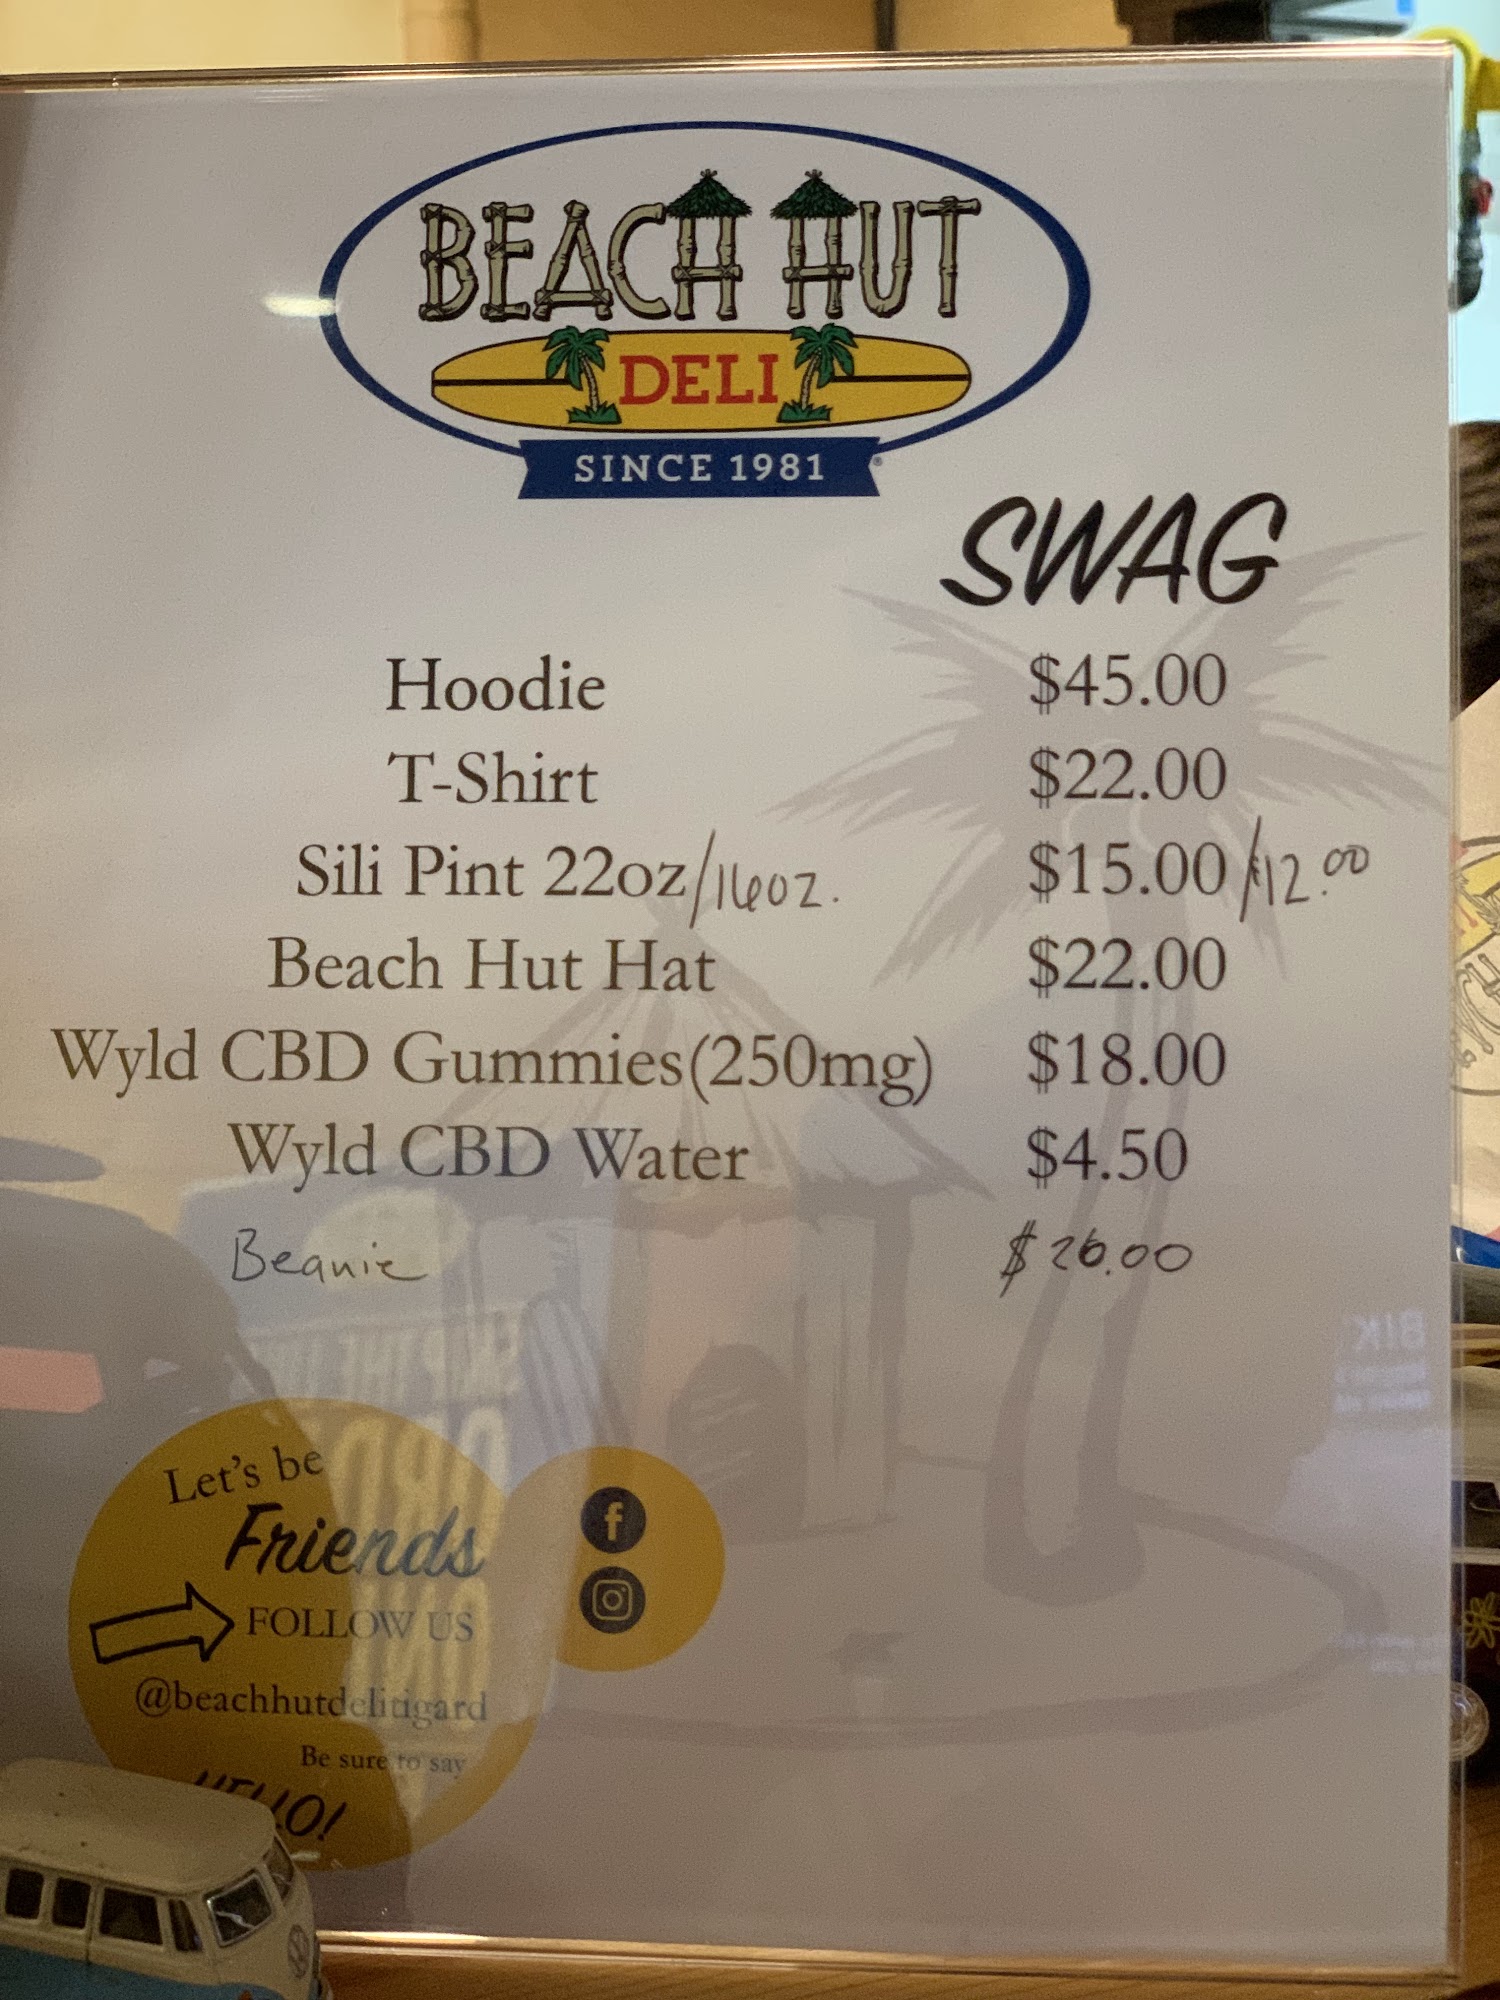 BEACH HUT
DELI
SINCE 1981
SWAG
Hoodie $45.00
T-Shirt $22.00
Sili Pint 22oz/16oz. $15.00/$12.00
Beach Hut Hat $22.00
Wyld CBD Gummies(250mg) $18.00
Wyld CBD Water $4.50
Beanie $26.00
Let's be
Friends
FOLLOW US
@beachhutdelitigard
Be sure to say
HELLO!